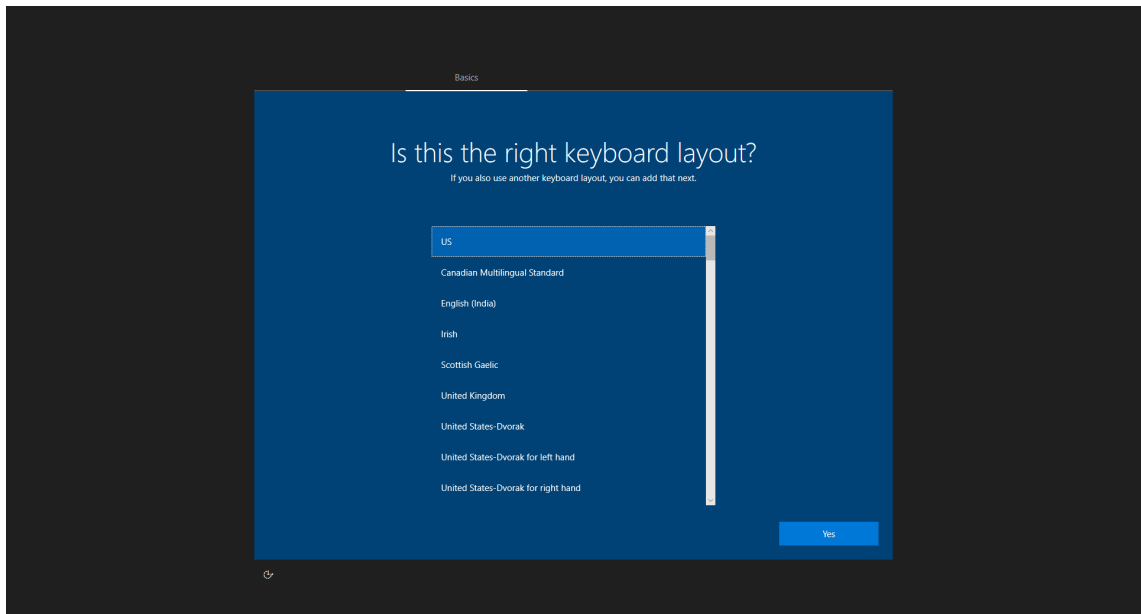 Basics
Is this the right keyboard layout?
If you also use another keyboard layout, you can add that next.
US
Canadian Multilingual Standard
English (India)
Irish
Scottish Gaelic
United Kingdom
United States-Dvorak
United States-Dvorak for left hand
United States-Dvorak for right hand
Yes